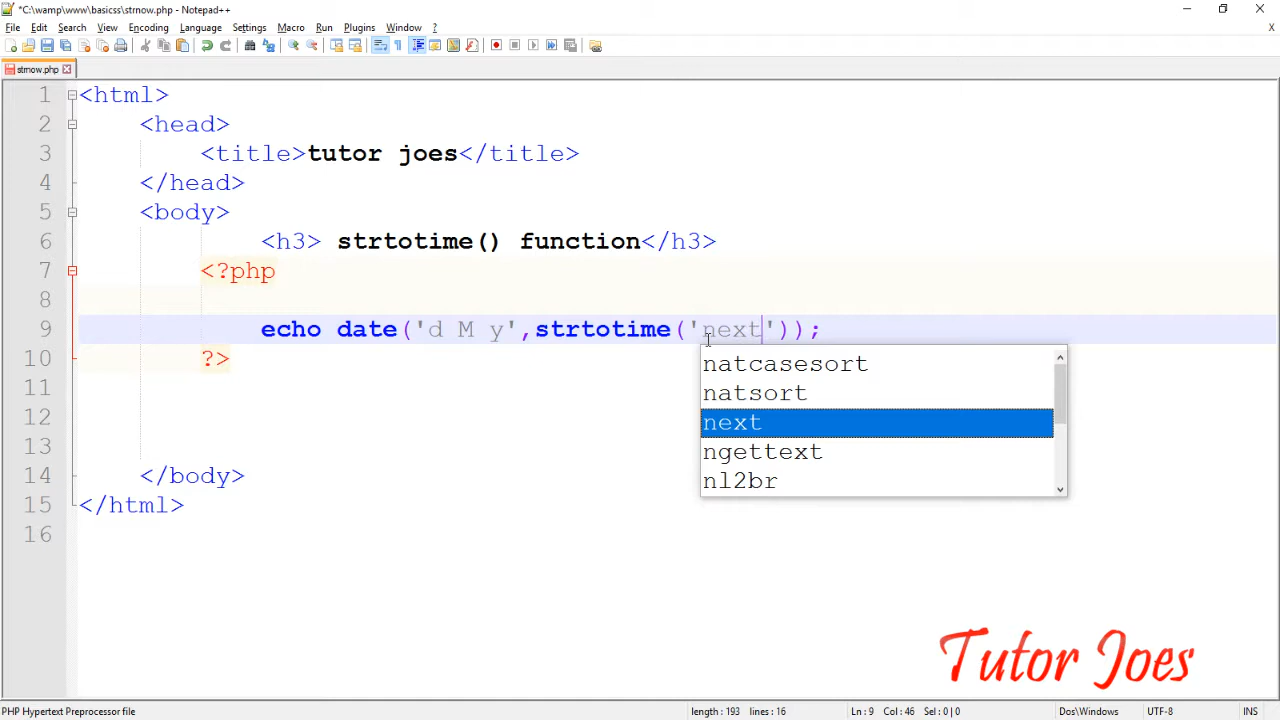 *C:\wamp\www\basicss\strnow.php - Notepad++
File Edit Search View Encoding Language Settings Macro Run Plugins Window ?
X
strnow.php
1 <html>
2 <head>
3 <title>tutor joes</title>
4 </head>
5 <body>
6 <h3> strtotime() function</h3>
7 <?php
8
9 echo date('d M y',strtotime('next'));
10 ?>
11
12
13
14 </body>
15 </html>
16
natcasesort
natsort
next
ngettext
nl2br
Tutor Joes
PHP Hypertext Preprocessor file length : 193 lines : 16 Ln : 9 Col : 46 Sel : 0 | 0 Dos\Windows UTF-8 INS